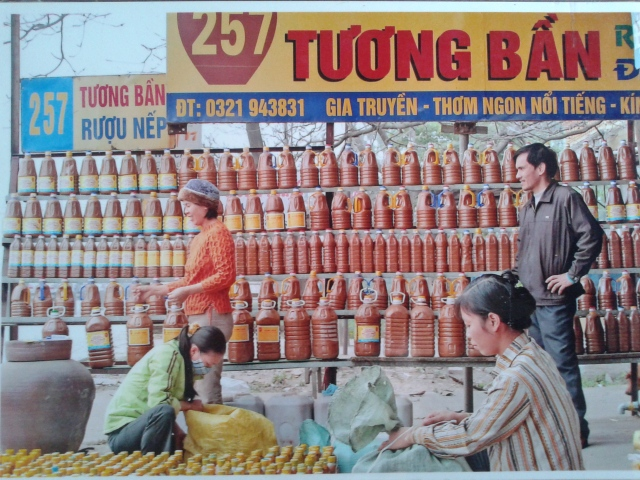 257
TƯƠNG BẦN
ĐT: 0321 943831 GIA TRUYỀN - THƠM NGON NỔI TIẾNG -
257
TƯƠNG BẦN
RƯỢU NẾP